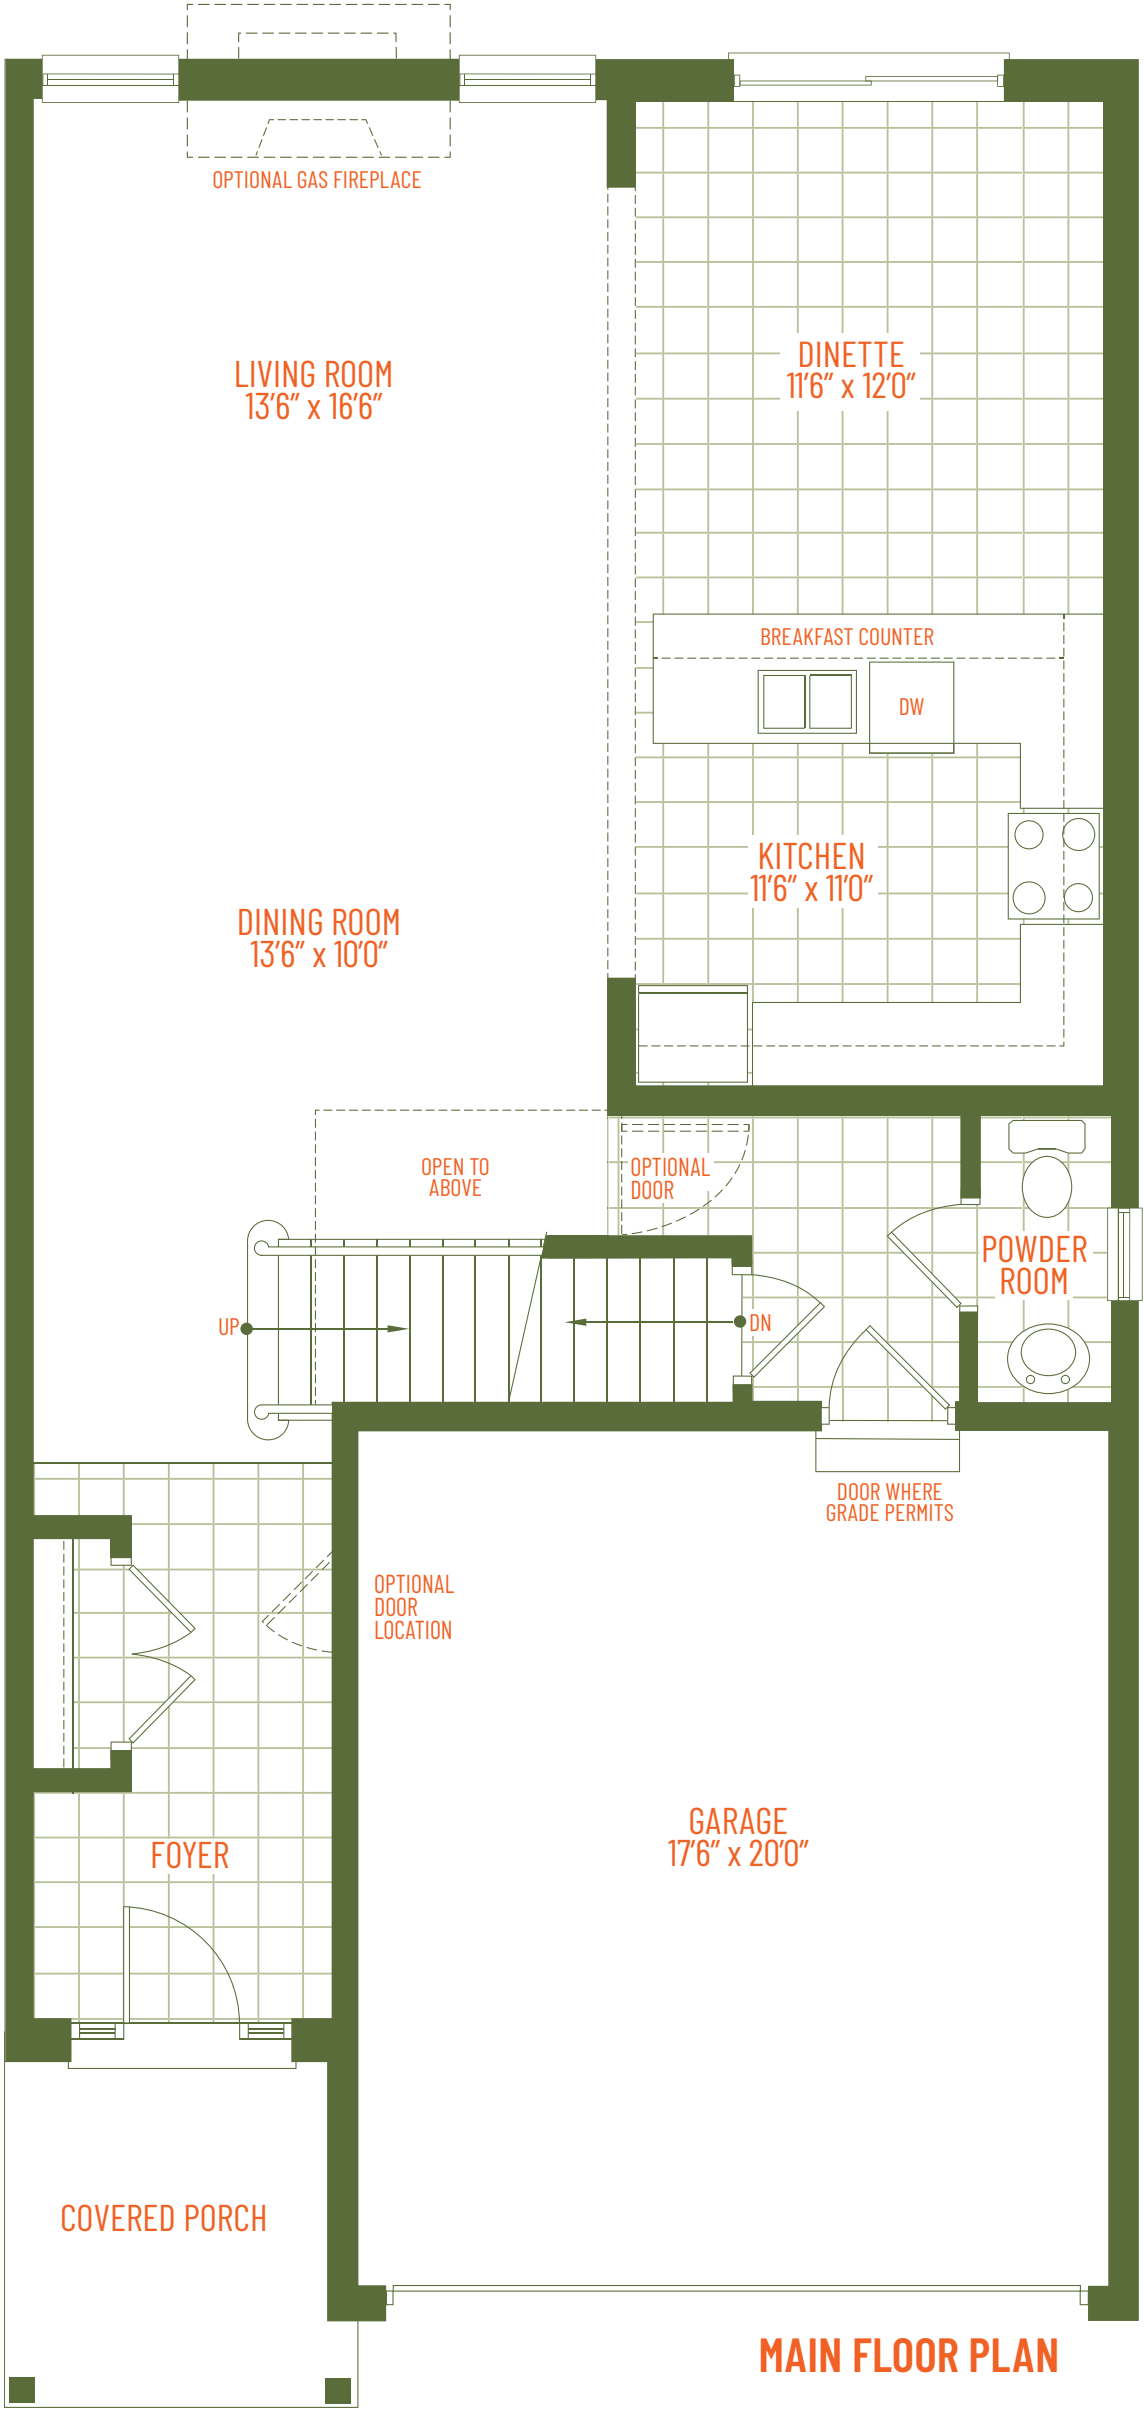 OPTIONAL GAS FIREPLACE
LIVING ROOM
13'6" x 16'6"
DINETTE
11'6" x 12'0"
BREAKFAST COUNTER
DW
KITCHEN
11'6" x 11'0"
DINING ROOM
13'6" x 10'0"
OPEN TO
ABOVE
OPTIONAL
DOOR
POWDER
ROOM
UP
DN
DOOR WHERE
GRADE PERMITS
OPTIONAL
DOOR
LOCATION
GARAGE
17'6" x 20'0"
FOYER
COVERED PORCH
MAIN FLOOR PLAN